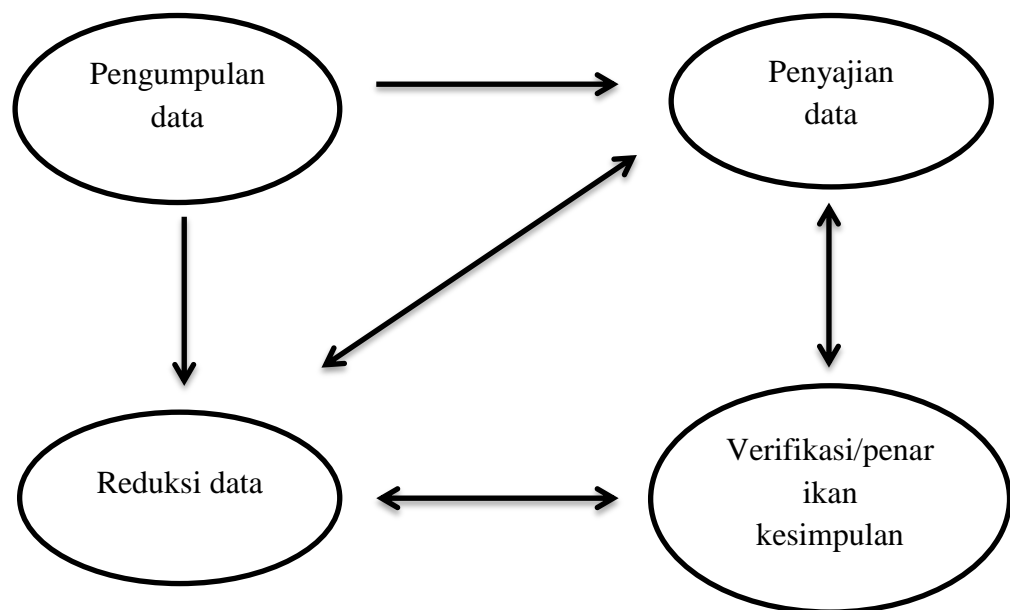 Pengumpulan
data
Penyajian
data
Reduksi data
Verifikasi/penar
ikan
kesimpulan